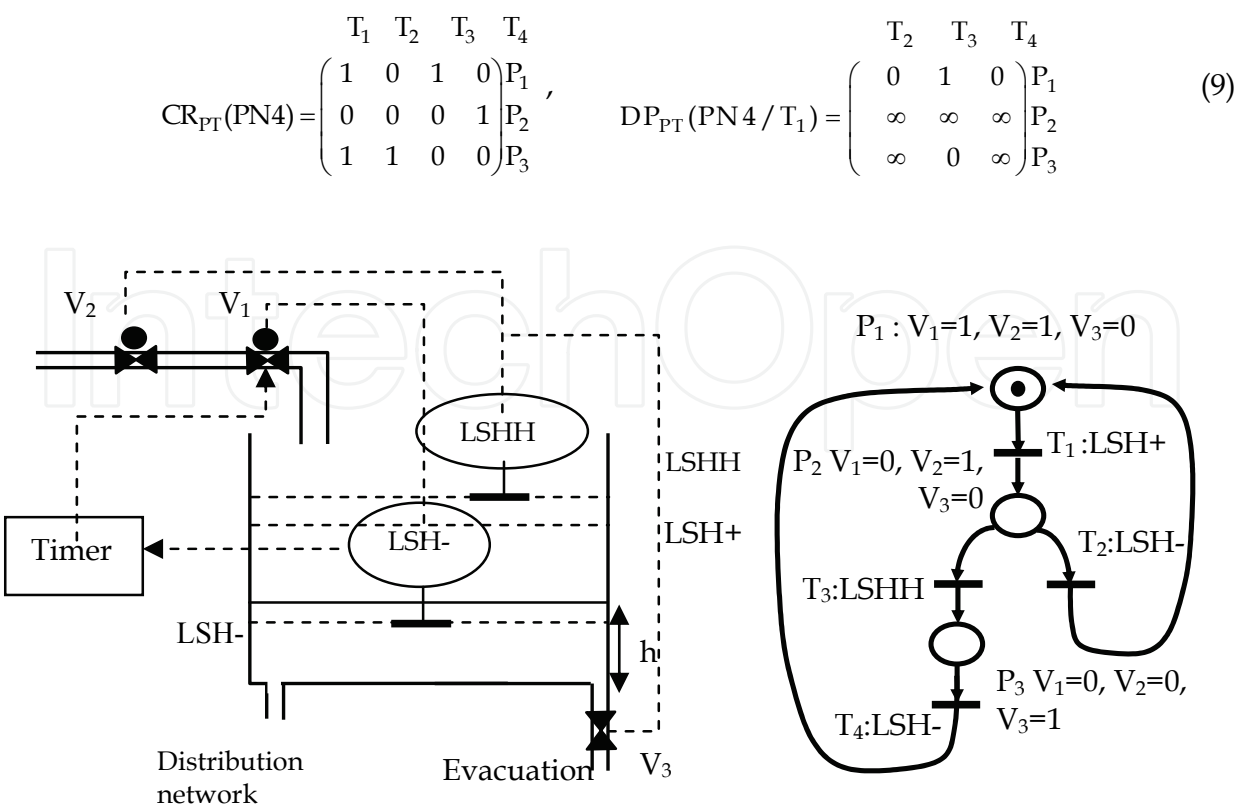 T₁ T₂ T₃ T₄
CR_PT(PN4) = ( 1 0 1 0 ) P₁
( 0 0 0 1 ) P₂
( 1 1 0 0 ) P₃ ,
T₂ T₃ T₄
DP_PT(PN4/T₁) = ( 0 1 0 ) P₁
( ∞ ∞ ∞ ) P₂
( ∞ 0 ∞ ) P₃
(9)
IntechOpen
V₂
V₁
LSHH
LSHH
LSH+
LSH-
Timer
LSH-
h
Distribution
network
Evacuation
V₃
P₁ : V₁=1, V₂=1, V₃=0
T₁:LSH+
P₂ V₁=0, V₂=1,
V₃=0
T₂:LSH-
T₃:LSHH
P₃ V₁=0, V₂=0,
V₃=1
T₄:LSH-